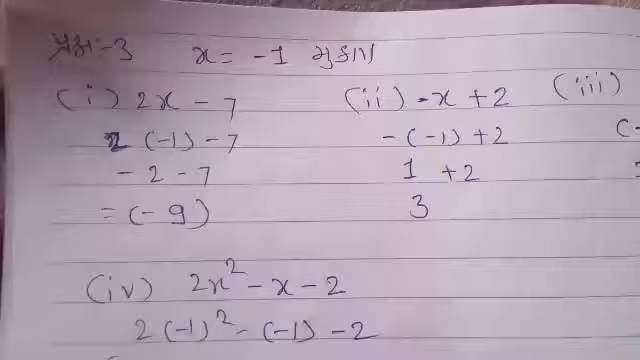 प्रश्न:-3 x = -1
(i) 2x - 7 (ii) -x + 2 (iii)
2 (-1) - 7 -(-1) + 2 (-
- 2 - 7 1 + 2
= (- 9) 3
(iv) 2x² - x - 2
2(-1)² - (-1) - 2